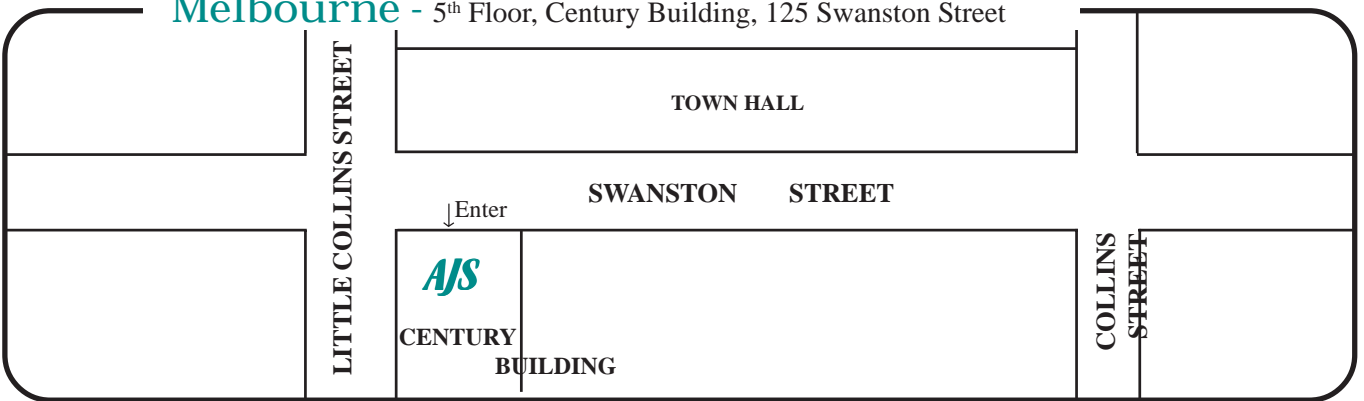 Melbourne - 5th Floor, Century Building, 125 Swanston Street
LITTLE COLLINS STREET
TOWN HALL
SWANSTON STREET
↓Enter
AJS
CENTURY
BUILDING
COLLINS
STREET